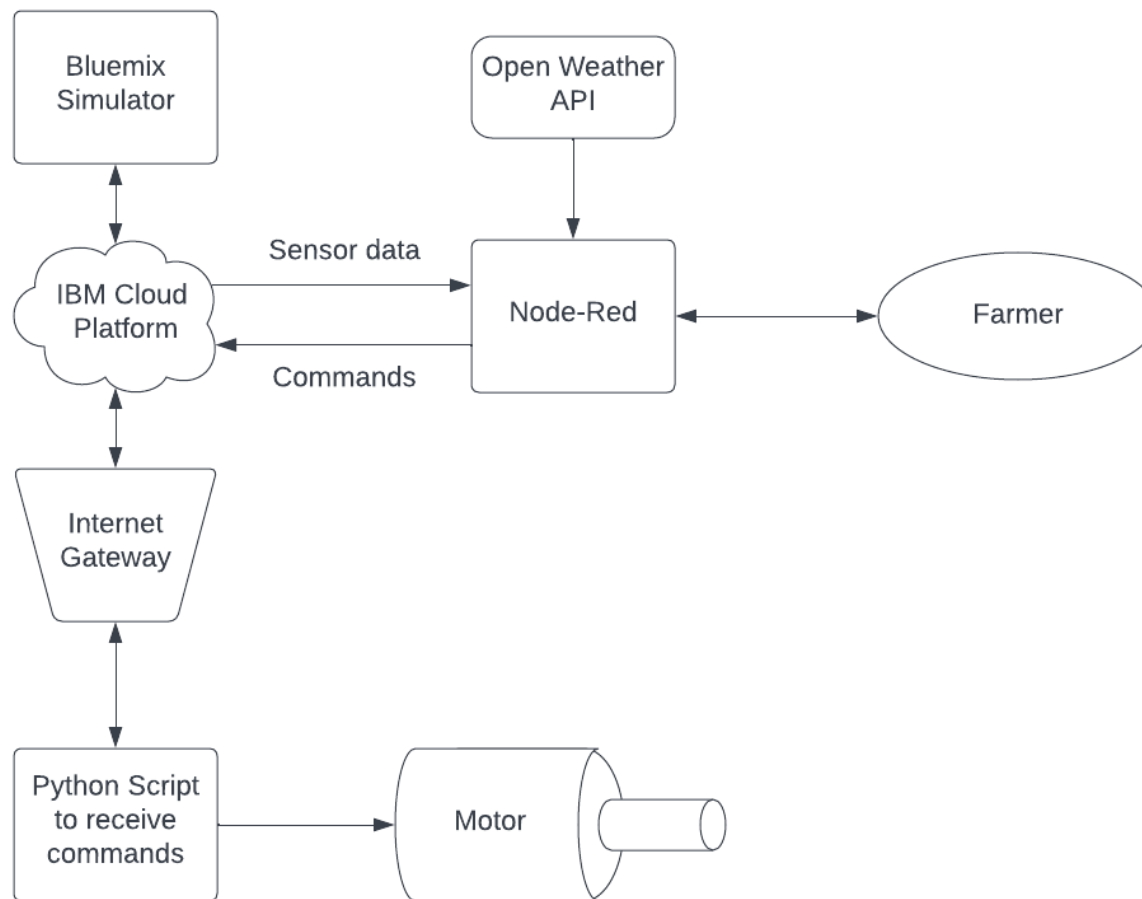 Bluemix
Simulator
Open Weather
API
Sensor data
IBM Cloud
Platform
Node-Red
Farmer
Commands
Internet
Gateway
Python Script
to receive
commands
Motor